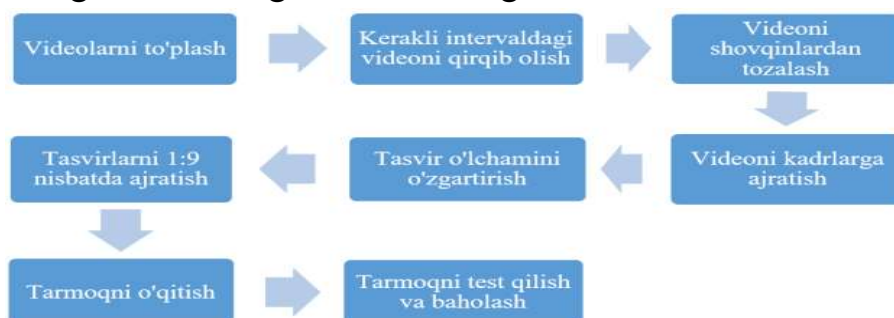 Videolarni to'plash
Kerakli intervaldagi
videoni qirqib olish
Videoni
shovqinlardan
tozalash
Videoni kadrlarga
ajratish
Tasvir o'lchamini
o'zgartirish
Tasvirlarni 1:9
nisbatda ajratish
Tarmoqni o'qitish
Tarmoqni test qilish
va baholash